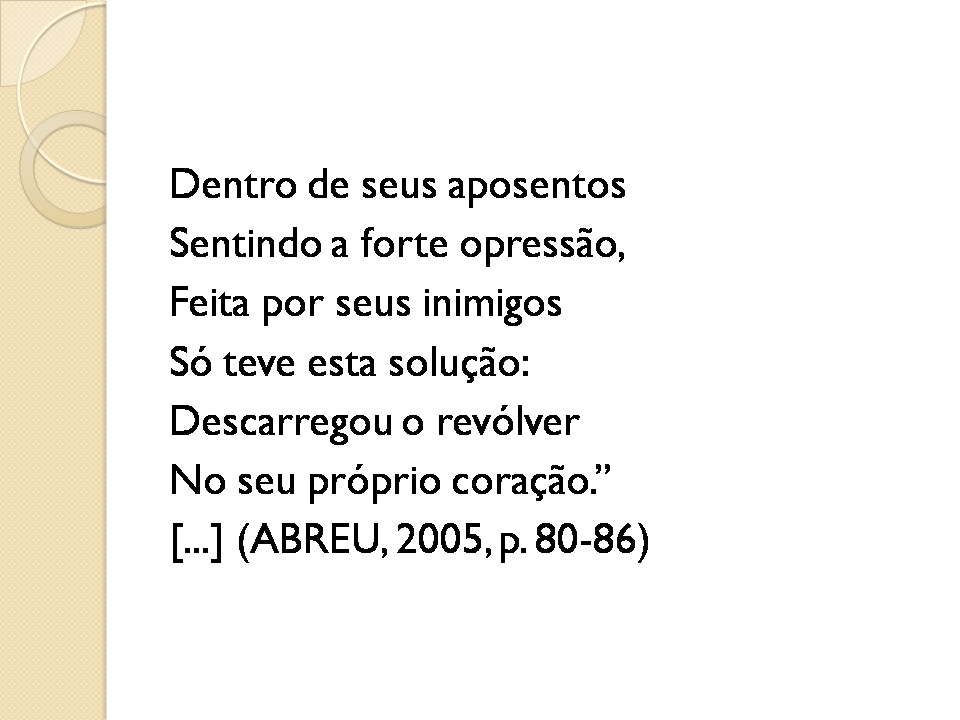 Dentro de seus aposentos
Sentindo a forte opressão,
Feita por seus inimigos
Só teve esta solução:
Descarregou o revólver
No seu próprio coração.”
[...] (ABREU, 2005, p. 80-86)